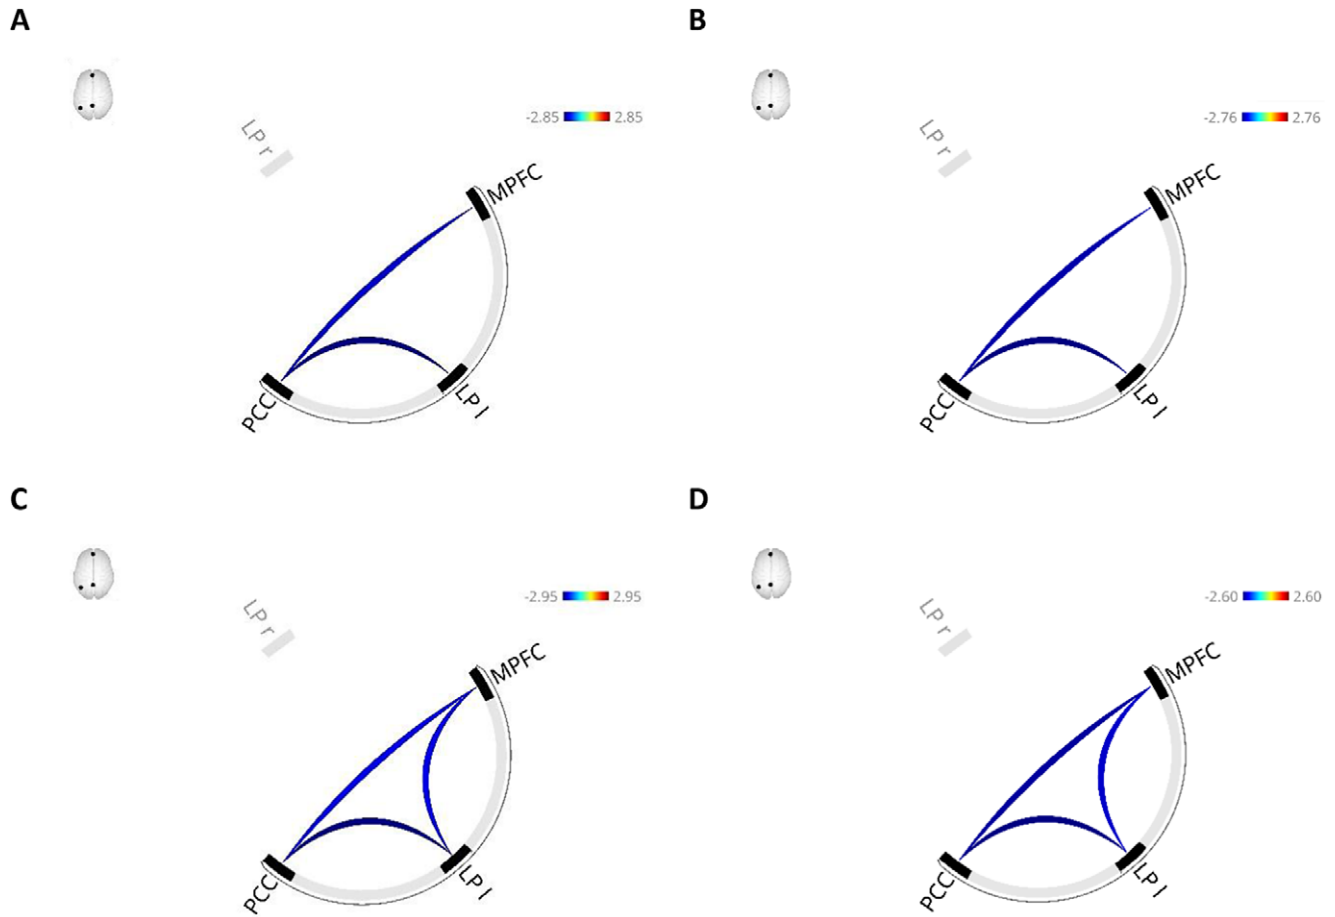 A
B
-2.85 2.85
-2.76 2.76
LP r
LP r
MPFC
MPFC
PCC
LP l
PCC
LP l
C
D
-2.95 2.95
-2.60 2.60
LP r
LP r
MPFC
MPFC
PCC
LP l
PCC
LP l